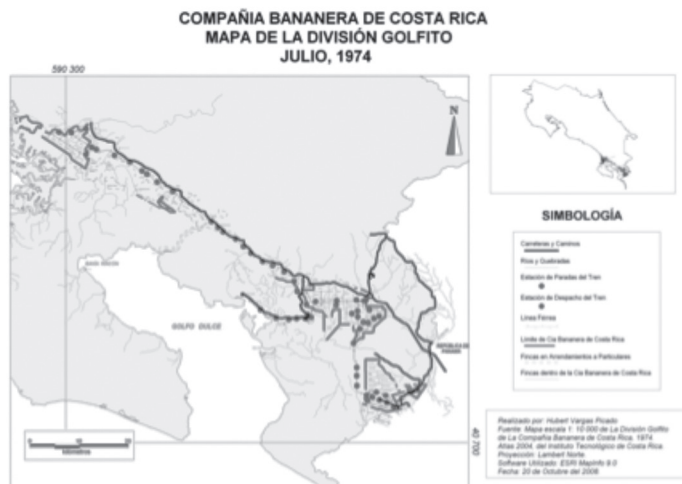 COMPAÑIA BANANERA DE COSTA RICA
MAPA DE LA DIVISIÓN GOLFITO
JULIO, 1974
590 300
N
GOLFO DULCE
REPÚBLICA DE
PANAMÁ
40 700
0 10 20
kilómetros
SIMBOLOGÍA
Carreteras y Caminos
Ríos y Quebradas
Estación de Paradas del Tren
Estación de Despacho del Tren
Línea Férrea
Límite de Cía Bananera de Costa Rica
Fincas en Arrendamientos a Particulares
Fincas dentro de la Cía Bananera de Costa Rica
Realizado por: Hubert Vargas Picado
Fuente: Mapa escala 1: 10 000 de La División Golfito
de La Compañía Bananera de Costa Rica, 1974.
Atlas 2004, del Instituto Tecnológico de Costa Rica.
Proyección: Lambert Norte
Software Utilizado: ESRI MapInfo 9.0
Fecha: 20 de Octubre del 2006